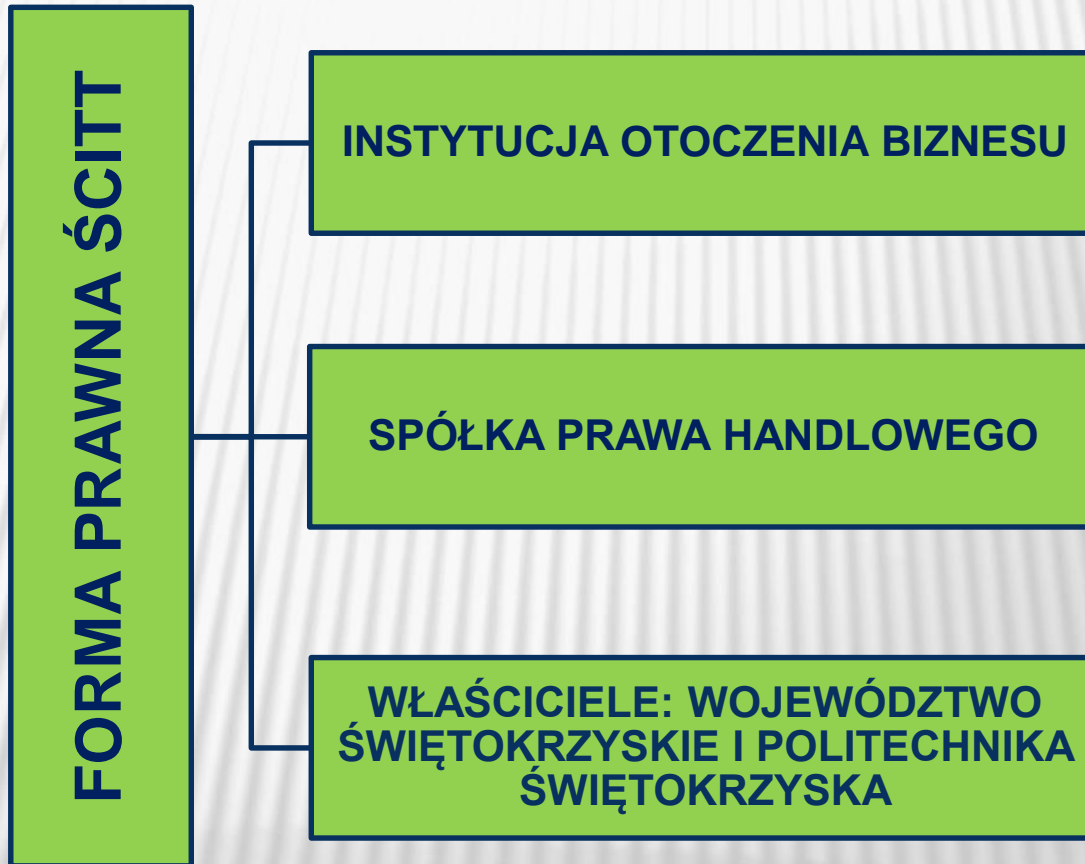 FORMA PRAWNA ŚCITT
INSTYTUCJA OTOCZENIA BIZNESU
SPÓŁKA PRAWA HANDLOWEGO
WŁAŚCICIELE: WOJEWÓDZTWO
ŚWIĘTOKRZYSKIE I POLITECHNIKA
ŚWIĘTOKRZYSKA